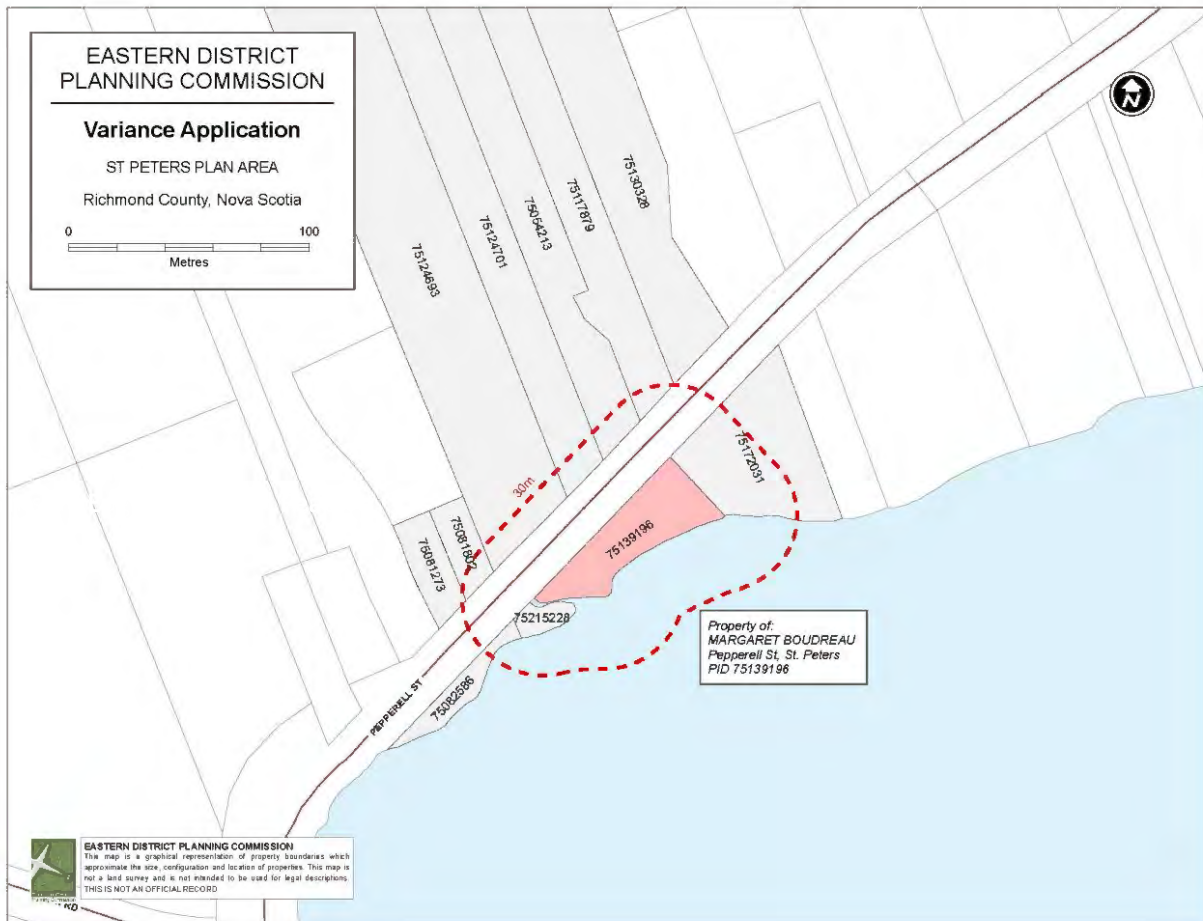 EASTERN DISTRICT
PLANNING COMMISSION
Variance Application
ST PETERS PLAN AREA
Richmond County, Nova Scotia
0 100
Metres
N
75130328
75117879
75054213
75124701
75124693
75172031
30m
75139196
75081802
75081273
75215228
75082586
PEPPERELL ST
Property of:
MARGARET BOUDREAU
Pepperell St, St. Peters
PID 75139196
EASTERN DISTRICT PLANNING COMMISSION
This map is a graphical representation of property boundaries which
approximate the size, configuration and location of properties. This map is
not a land survey and is not intended to be used for legal descriptions.
THIS IS NOT AN OFFICIAL RECORD
RD